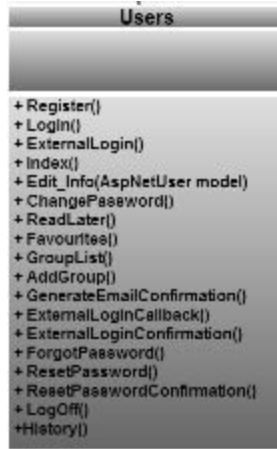 Users
+ Register()
+ Login()
+ ExternalLogin()
+ Index()
+ Edit_Info(AspNetUser model)
+ ChangePassword()
+ ReadLater()
+ Favourites()
+ GroupList()
+ AddGroup()
+ GenerateEmailConfirmation()
+ ExternalLoginCallback()
+ ExternalLoginConfirmation()
+ ForgotPassword()
+ ResetPassword()
+ ResetPasswordConfirmation()
+ LogOff()
+History()